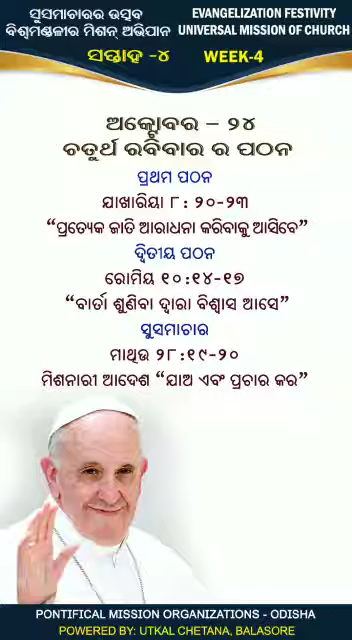 ସୁସମାଚାରର ଉତ୍ସବ
ବିଶ୍ୱମଣ୍ଡଳୀର ମିଶନ୍ ଅଭିଯାନ
EVANGELIZATION FESTIVITY
UNIVERSAL MISSION OF CHURCH
ସପ୍ତାହ -୪ WEEK-4
ଅକ୍ଟୋବର – ୨୪
ଚତୁର୍ଥ ରବିବାର ର ପଠନ
ପ୍ରଥମ ପଠନ
ଯାଖାରିୟା ୮: ୨୦-୨୩
“ପ୍ରତ୍ୟେକ ଜାତି ଆରାଧନା କରିବାକୁ ଆସିବେ”
ଦ୍ୱିତୀୟ ପଠନ
ରୋମିୟ ୧୦:୧୪-୧୭
“ବାର୍ତା ଶୁଣିବା ଦ୍ୱାରା ବିଶ୍ୱାସ ଆସେ”
ସୁସମାଚାର
ମାଥିଉ ୨୮:୧୯-୨୦
ମିଶନାରୀ ଆଦେଶ “ଯାଅ ଏବଂ ପ୍ରଚାର କର”
PONTIFICAL MISSION ORGANIZATIONS - ODISHA
POWERED BY: UTKAL CHETANA, BALASORE